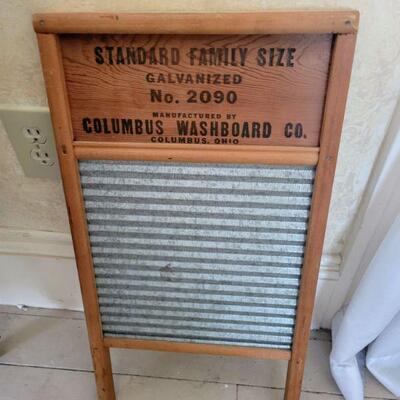 STANDARD FAMILY SIZE
GALVANIZED
No. 2090
MANUFACTURED BY
COLUMBUS WASHBOARD CO.
COLUMBUS, OHIO